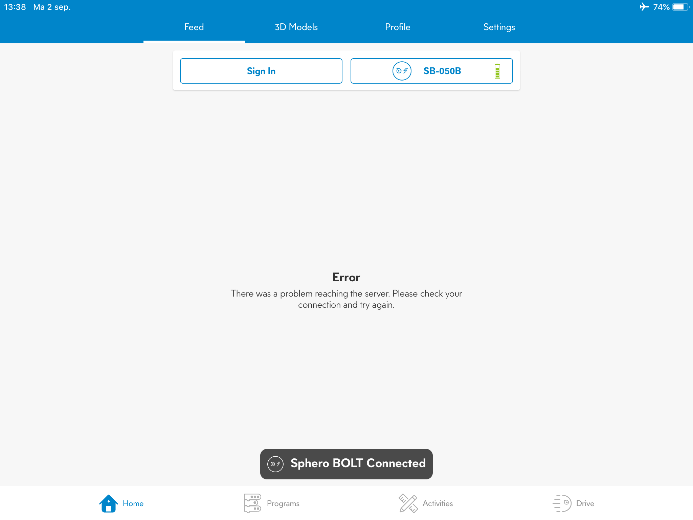 13:38 Ma 2 sep. 74%
Feed 3D Models Profile Settings
Sign In SB-050B
Error
There was a problem reaching the server. Please check your
connection and try again.
Sphero BOLT Connected
Home Programs Activities Drive